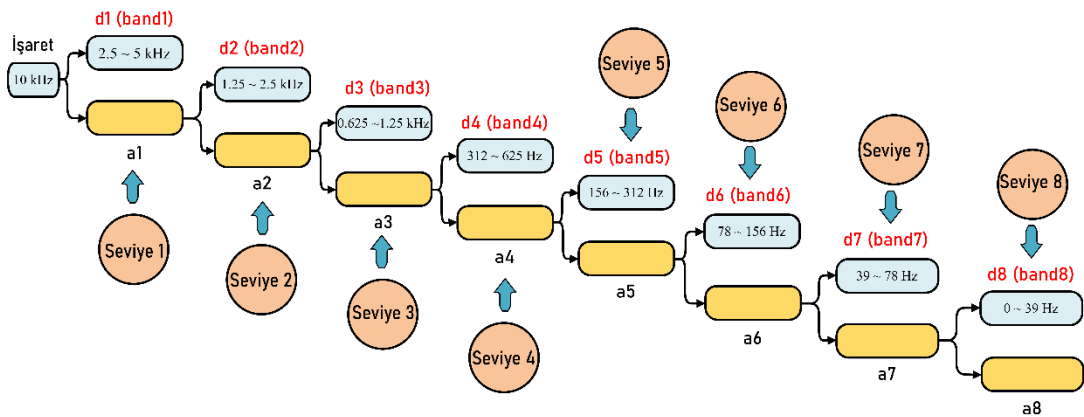 İşaret
10 kHz
d1 (band1)
2.5 ~ 5 kHz
a1
Seviye 1
d2 (band2)
1.25 ~ 2.5 kHz
a2
Seviye 2
d3 (band3)
0.625 ~1.25 kHz
a3
Seviye 3
d4 (band4)
312 ~ 625 Hz
a4
Seviye 4
Seviye 5
d5 (band5)
156 ~ 312 Hz
a5
Seviye 6
d6 (band6)
78 ~ 156 Hz
a6
Seviye 7
d7 (band7)
39 ~ 78 Hz
a7
Seviye 8
d8 (band8)
0 ~ 39 Hz
a8